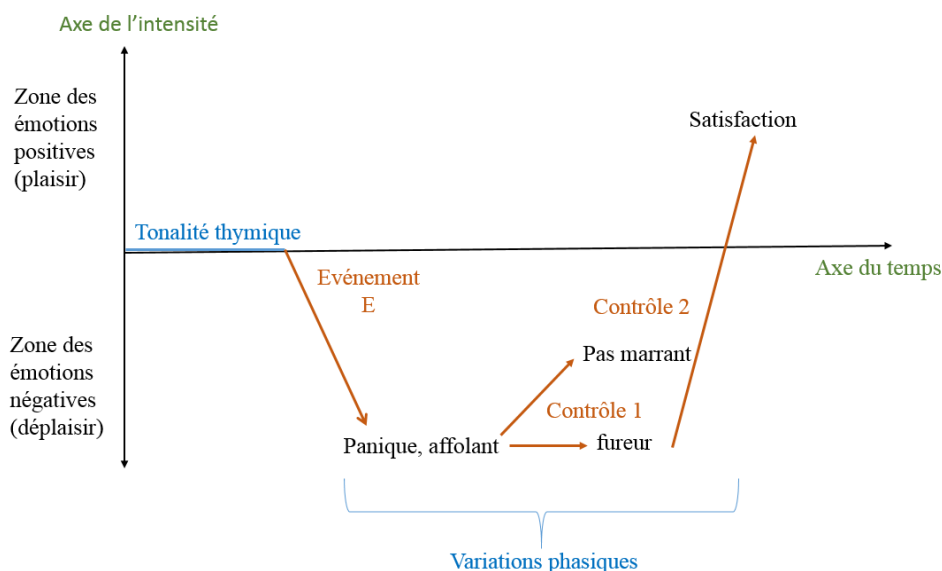 Axe de l'intensité
Zone des
émotions
positives
(plaisir)
Satisfaction
Tonalité thymique
Axe du temps
Evénement
E
Contrôle 2
Zone des
émotions
négatives
(déplaisir)
Pas marrant
Contrôle 1
Panique, affolant
fureur
Variations phasiques